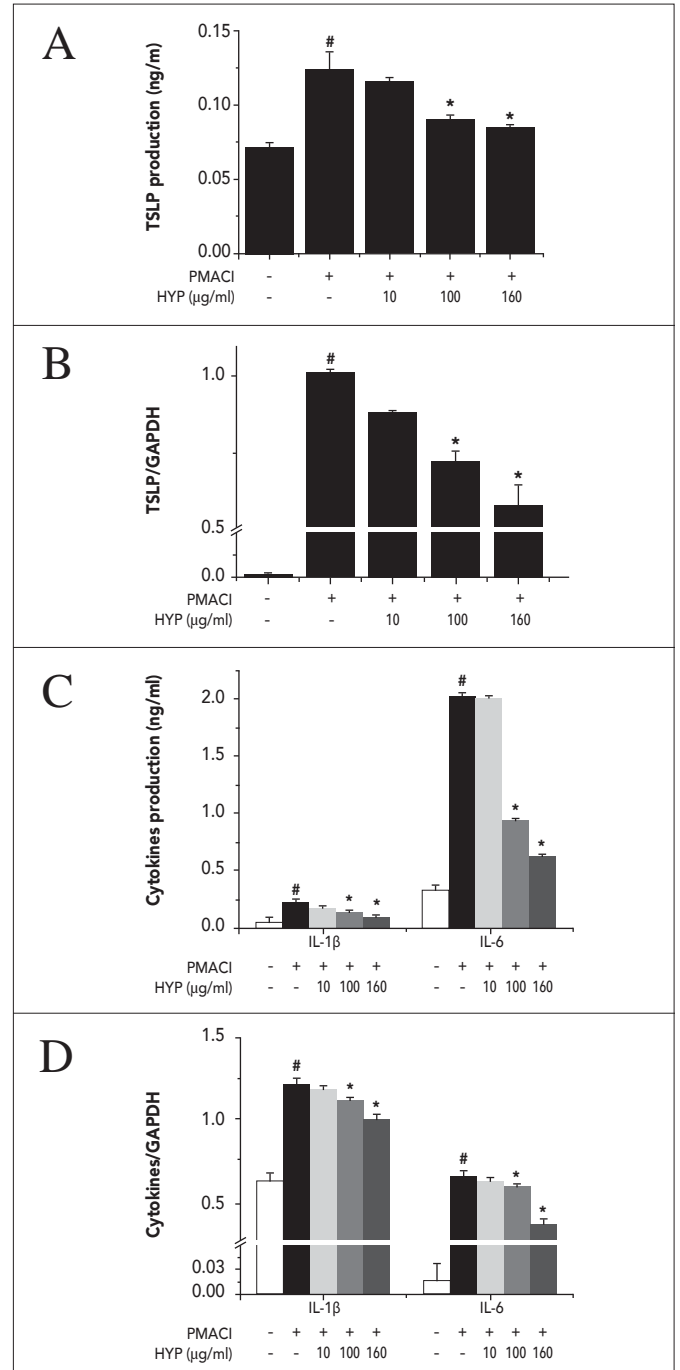 A
TSLP production (ng/m)
0.15
0.10
0.05
0.00
#
*
*
PMACI - + + + +
HYP (µg/ml) - - 10 100 160
B
TSLP/GAPDH
1.0
0.5
0.0
#
*
*
PMACI - + + + +
HYP (µg/ml) - - 10 100 160
C
Cytokines production (ng/ml)
2.0
1.5
1.0
0.5
0.0
#
*
*
#
*
*
IL-1β IL-6
PMACI - + + + + - + + + +
HYP (µg/ml) - - 10 100 160 - - 10 100 160
D
Cytokines/GAPDH
1.5
1.0
0.5
0.03
0.00
#
*
*
#
*
*
IL-1β IL-6
PMACI - + + + + - + + + +
HYP (µg/ml) - - 10 100 160 - - 10 100 160